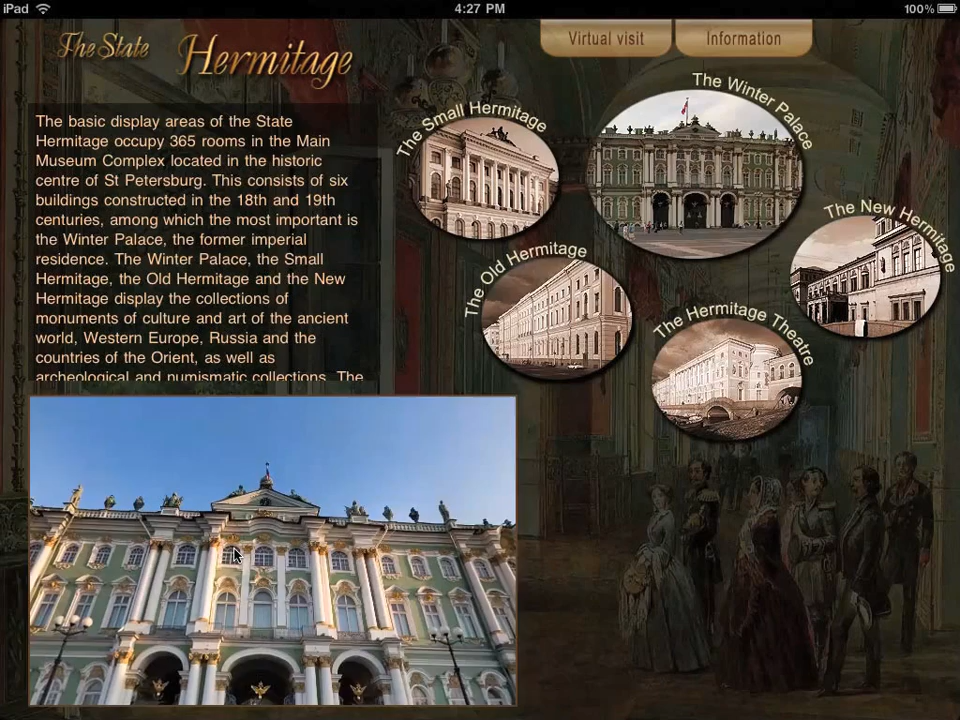 iPad
4:27 PM
100%
The State Hermitage
Virtual visit
Information
The basic display areas of the State
Hermitage occupy 365 rooms in the Main
Museum Complex located in the historic
centre of St Petersburg. This consists of six
buildings constructed in the 18th and 19th
centuries, among which the most important is
the Winter Palace, the former imperial
residence. The Winter Palace, the Small
Hermitage, the Old Hermitage and the New
Hermitage display the collections of
monuments of culture and art of the ancient
world, Western Europe, Russia and the
countries of the Orient, as well as
archeological and numismatic collections. The
The Small Hermitage
The Winter Palace
The New Hermitage
The Old Hermitage
The Hermitage Theatre